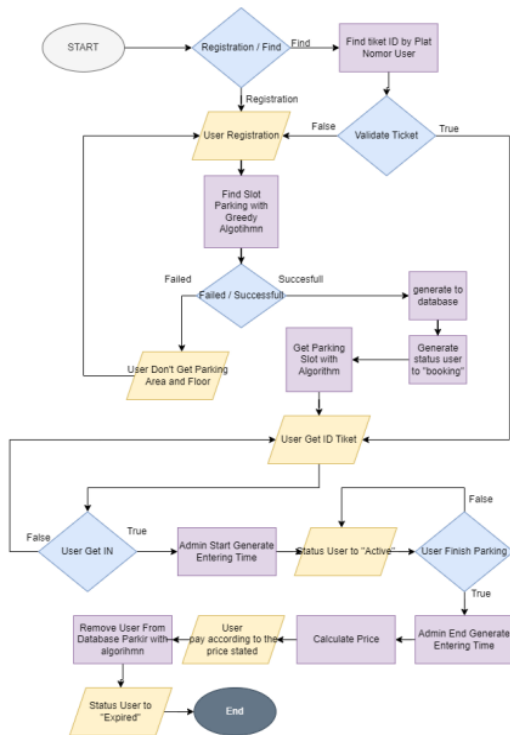 START
Registration / Find
Find
Find tiket ID by Plat
Nomor User
Registration
False
True
User Registration
Validate Ticket
Find Slot
Parking with
Greedy
Algotihmn
Failed
Succesfull
Failed / Successfull
generate to
database
Generate
status user
to "booking"
Get Parking
Slot with
Algorithm
User Don't Get Parking
Area and Floor
User Get ID Tiket
False
True
False
User Get IN
Admin Start Generate
Entering Time
Status User to "Active"
User Finish Parking
True
Remove User From
Database Parkir with
algorihmn
User
pay according to the
price stated
Calculate Price
Admin End Generate
Entering Time
Status User to
"Expired"
End